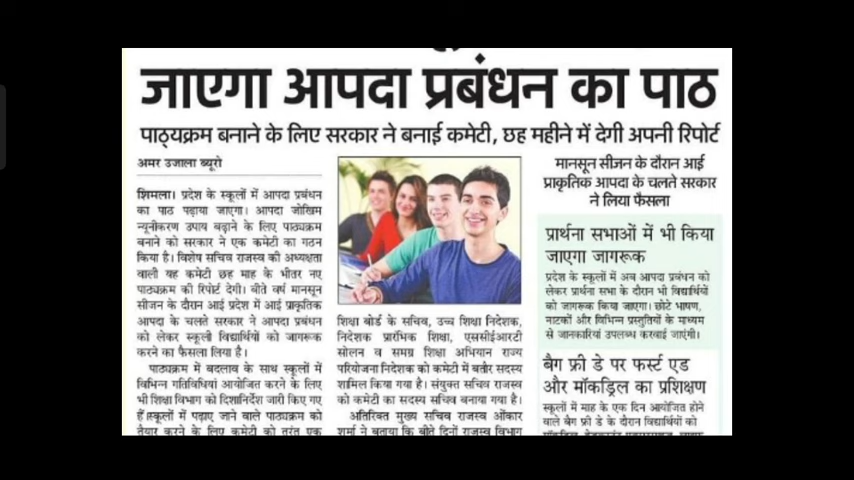 जाएगा आपदा प्रबंधन का पाठ
पाठ्यक्रम बनाने के लिए सरकार ने बनाई कमेटी, छह महीने में देगी अपनी रिपोर्ट
अमर उजाला ब्यूरो
शिमला। प्रदेश के स्कूलों में आपदा प्रबंधन
का पाठ पढ़ाया जाएगा। आपदा जोखिम
न्यूनीकरण उपाय बढ़ाने के लिए पाठ्यक्रम
बनाने को सरकार ने एक कमेटी का गठन
किया है। विशेष सचिव राजस्व की अध्यक्षता
वाली यह कमेटी छह माह के भीतर नए
पाठ्यक्रम की रिपोर्ट देगी। बीते वर्ष मानसून
सीजन के दौरान आई प्रदेश में आई प्राकृतिक
आपदा के चलते सरकार ने आपदा प्रबंधन
को लेकर स्कूली विद्यार्थियों को जागरूक
करने का फैसला लिया है।
पाठ्यक्रम में बदलाव के साथ स्कूलों में
विभिन्न गतिविधियां आयोजित करने के लिए
भी शिक्षा विभाग को दिशानिर्देश जारी किए गए
हैं। स्कूलों में पढ़ाए जाने वाले पाठ्यक्रम को
तैयार करने के लिए कमेटी को तुरंत एक
शिक्षा बोर्ड के सचिव, उच्च शिक्षा निदेशक,
निदेशक प्रारंभिक शिक्षा, एससीईआरटी
सोलन व समग्र शिक्षा अभियान राज्य
परियोजना निदेशक को कमेटी में बतौर सदस्य
शामिल किया गया है। संयुक्त सचिव राजस्व
को कमेटी का सदस्य सचिव बनाया गया है।
अतिरिक्त मुख्य सचिव राजस्व ओंकार
शर्मा ने बताया कि बीते दिनों राजस्व विभाग
मानसून सीजन के दौरान आई
प्राकृतिक आपदा के चलते सरकार
ने लिया फैसला
प्रार्थना सभाओं में भी किया
जाएगा जागरूक
प्रदेश के स्कूलों में अब आपदा प्रबंधन को
लेकर प्रार्थना सभा के दौरान भी विद्यार्थियों
को जागरूक किया जाएगा। छोटे भाषण,
नाटकों और विभिन्न प्रस्तुतियों के माध्यम
से जानकारियां उपलब्ध करवाई जाएंगी।
बैग फ्री डे पर फर्स्ट एड
और मॉकड्रिल का प्रशिक्षण
स्कूलों में माह के एक दिन आयोजित होने
वाले बैग फ्री डे के दौरान विद्यार्थियों को